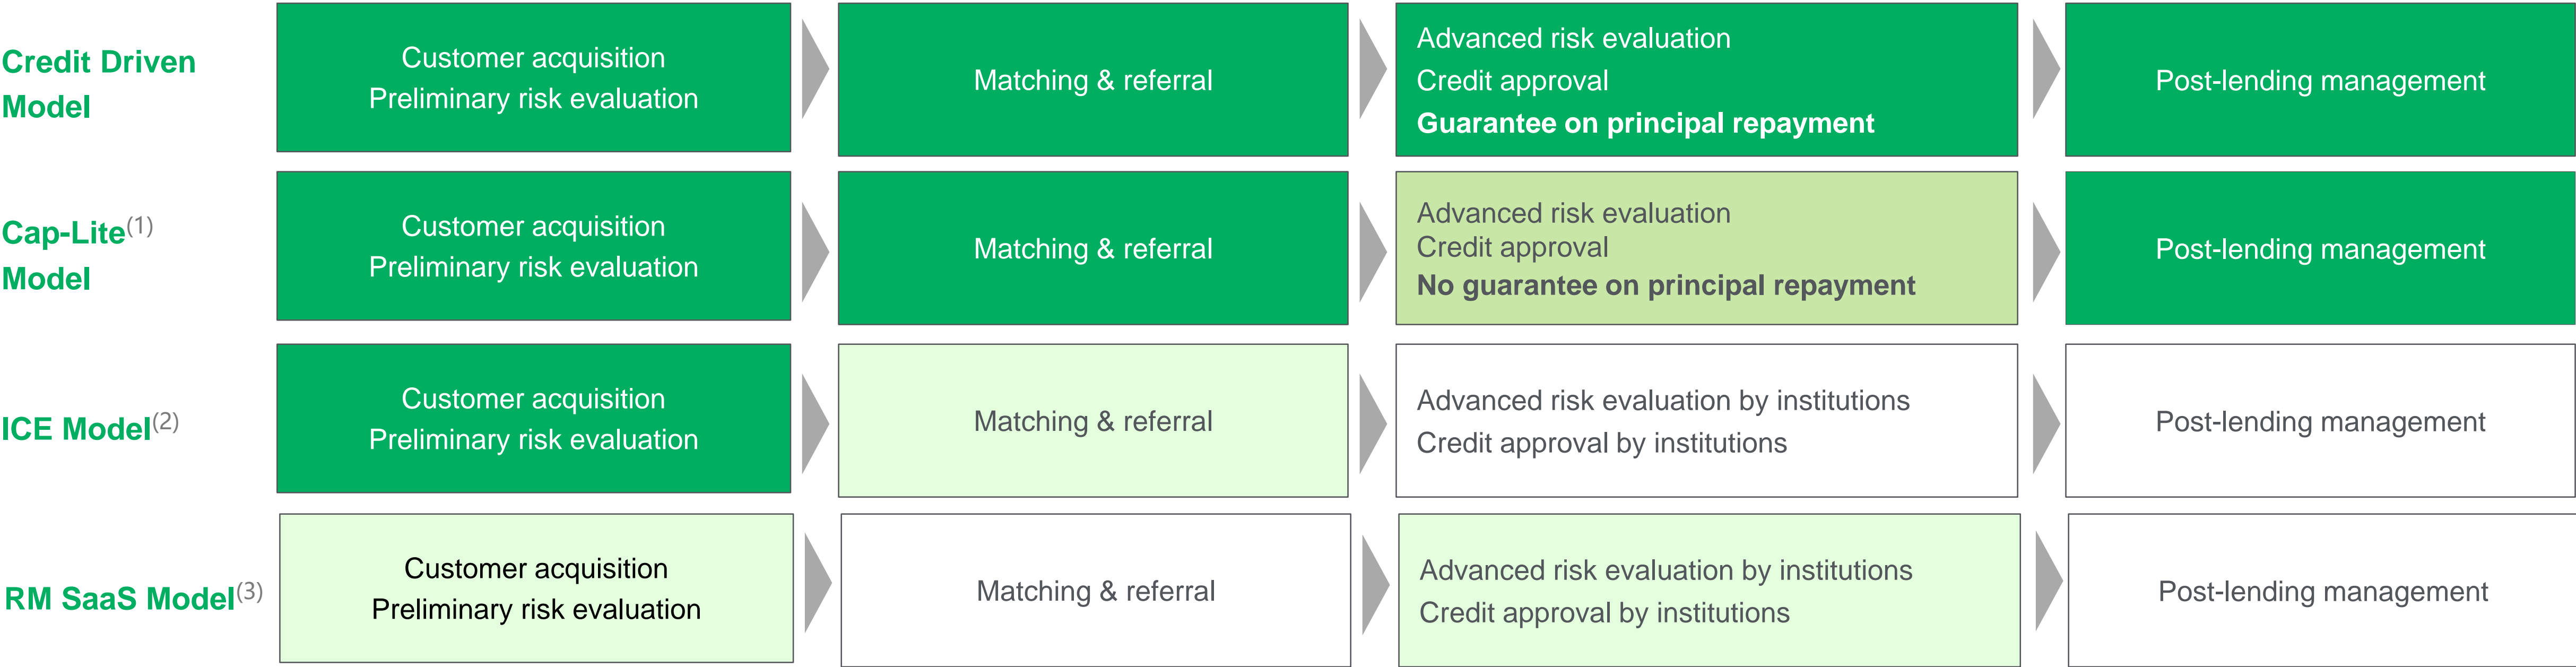 Credit Driven
Model
Customer acquisition
Preliminary risk evaluation
Matching & referral
Advanced risk evaluation
Credit approval
Guarantee on principal repayment
Post-lending management
Cap-Lite(1)
Model
Customer acquisition
Preliminary risk evaluation
Matching & referral
Advanced risk evaluation
Credit approval
No guarantee on principal repayment
Post-lending management
ICE Model(2)
Customer acquisition
Preliminary risk evaluation
Matching & referral
Advanced risk evaluation by institutions
Credit approval by institutions
Post-lending management
RM SaaS Model(3)
Customer acquisition
Preliminary risk evaluation
Matching & referral
Advanced risk evaluation by institutions
Credit approval by institutions
Post-lending management